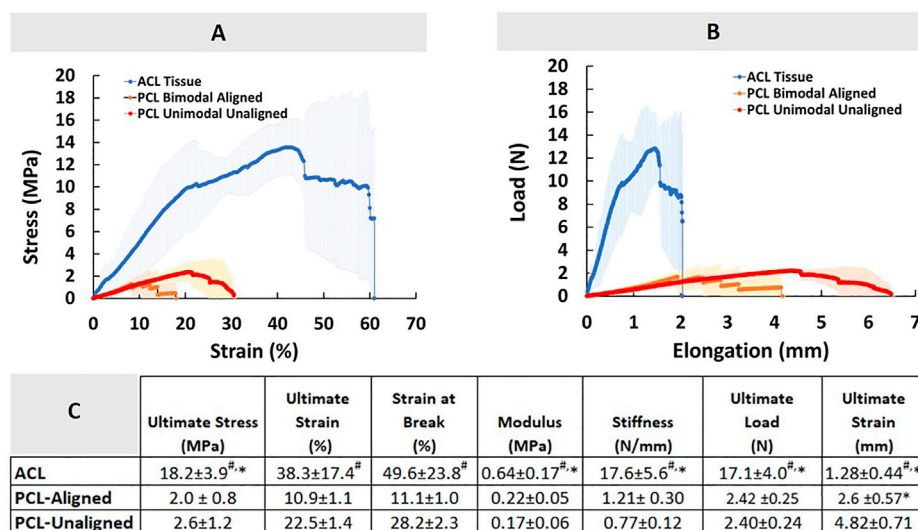 A
B
20
18
16
14
12
10
8
6
4
2
0
Stress (MPa)
ACL Tissue
PCL Bimodal Aligned
PCL Unimodal Unaligned
0 10 20 30 40 50 60 70
Strain (%)
20
18
16
14
12
10
8
6
4
2
0
Load (N)
ACL Tissue
PCL Bimodal Aligned
PCL Unimodal Unaligned
0 1 2 3 4 5 6 7
Elongation (mm)
C
Ultimate Stress (MPa)
Ultimate Strain (%)
Strain at Break (%)
Modulus (MPa)
Stiffness (N/mm)
Ultimate Load (N)
Ultimate Strain (mm)
ACL 18.2±3.9#,* 38.3±17.4# 49.6±23.8# 0.64±0.17#,* 17.6±5.6#,* 17.1±4.0#,* 1.28±0.44#,*
PCL-Aligned 2.0 ± 0.8 10.9±1.1 11.1±1.0 0.22±0.05 1.21± 0.30 2.42 ±0.25 2.6 ±0.57*
PCL-Unaligned 2.6±1.2 22.5±1.4 28.2±2.3 0.17±0.06 0.77±0.12 2.40±0.24 4.82±0.71